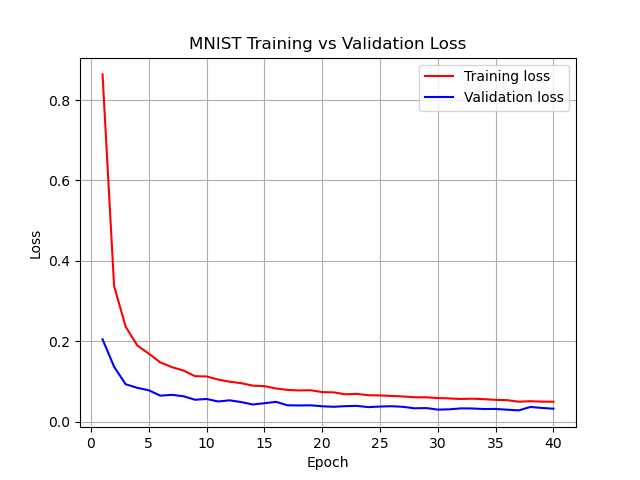 MNIST Training vs Validation Loss
Training loss
Validation loss
0.8
0.6
0.4
0.2
0.0
Loss
0 5 10 15 20 25 30 35 40
Epoch